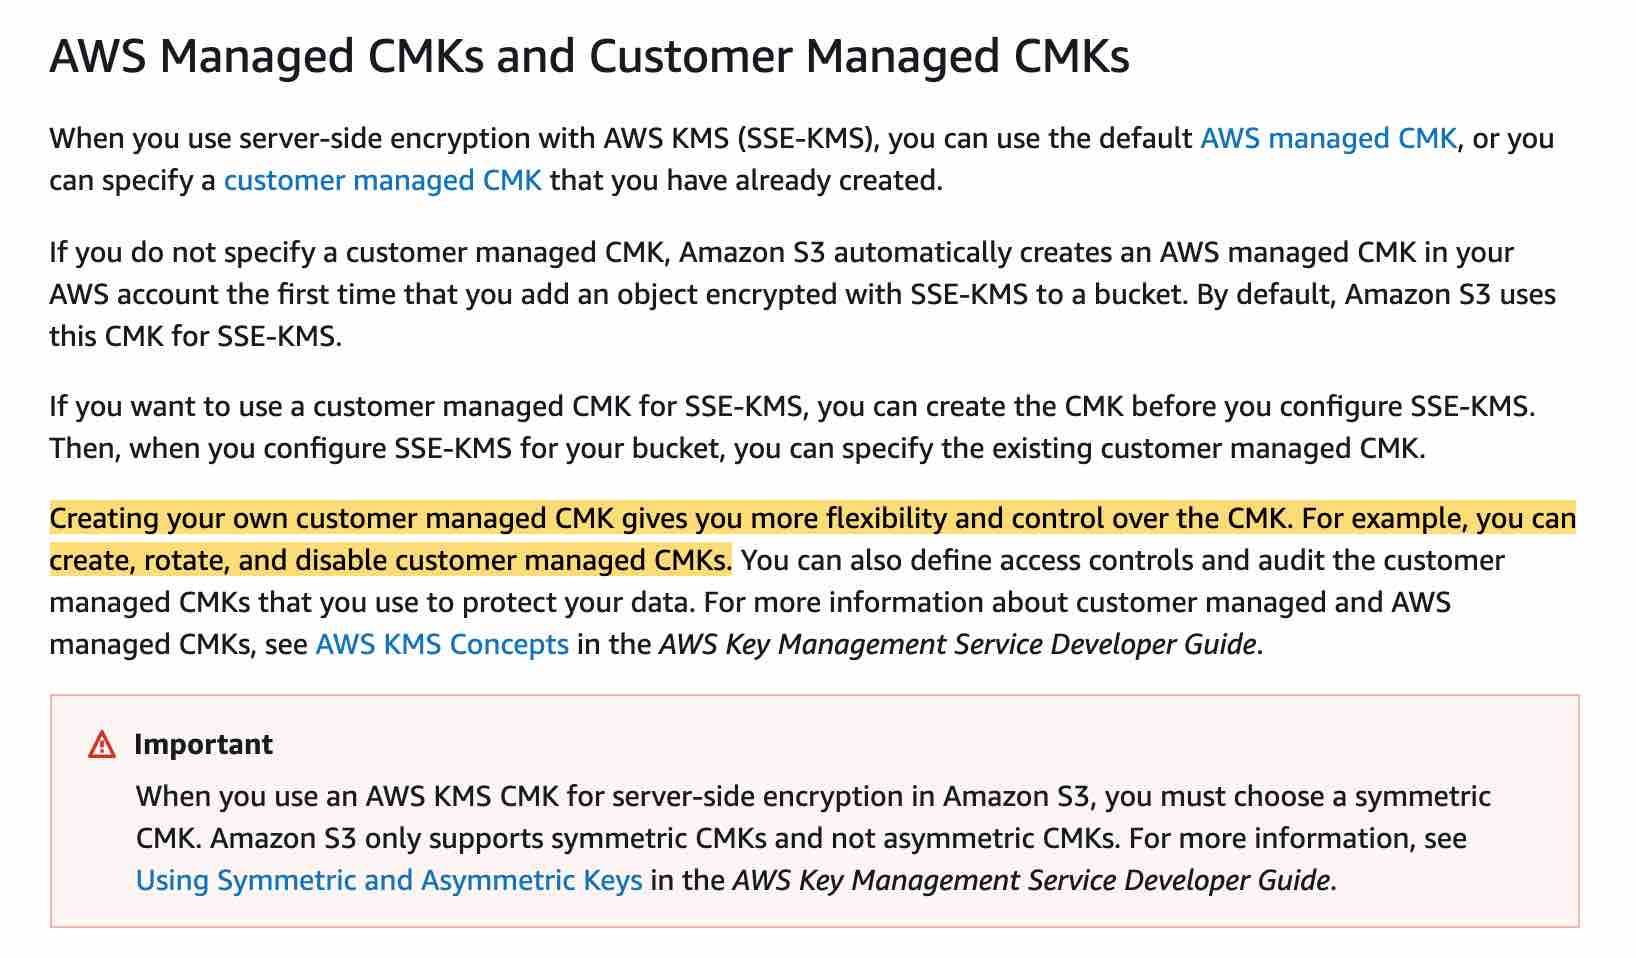 AWS Managed CMKs and Customer Managed CMKs
When you use server-side encryption with AWS KMS (SSE-KMS), you can use the default AWS managed CMK, or you
can specify a customer managed CMK that you have already created.
If you do not specify a customer managed CMK, Amazon S3 automatically creates an AWS managed CMK in your
AWS account the first time that you add an object encrypted with SSE-KMS to a bucket. By default, Amazon S3 uses
this CMK for SSE-KMS.
If you want to use a customer managed CMK for SSE-KMS, you can create the CMK before you configure SSE-KMS.
Then, when you configure SSE-KMS for your bucket, you can specify the existing customer managed CMK.
Creating your own customer managed CMK gives you more flexibility and control over the CMK. For example, you can
create, rotate, and disable customer managed CMKs. You can also define access controls and audit the customer
managed CMKs that you use to protect your data. For more information about customer managed and AWS
managed CMKs, see AWS KMS Concepts in the AWS Key Management Service Developer Guide.
Important
When you use an AWS KMS CMK for server-side encryption in Amazon S3, you must choose a symmetric
CMK. Amazon S3 only supports symmetric CMKs and not asymmetric CMKs. For more information, see
Using Symmetric and Asymmetric Keys in the AWS Key Management Service Developer Guide.